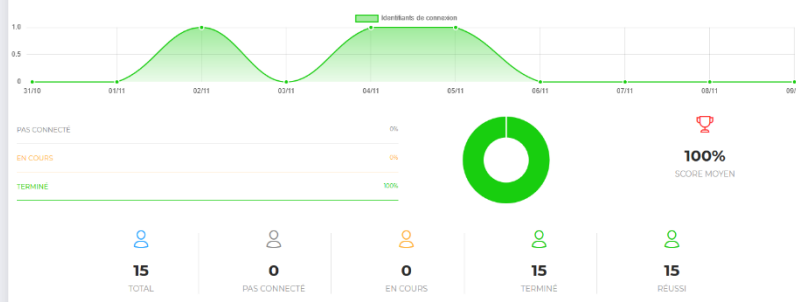 Identifiants de connexion
1.0
0.5
0
31/10 01/11 02/11 03/11 04/11 05/11 06/11 07/11 08/11 09/
PAS CONNECTÉ 0%
EN COURS 0%
TERMINÉ 100%
100%
SCORE MOYEN
15 0 0 15 15
TOTAL PAS CONNECTÉ EN COURS TERMINÉ RÉUSSI